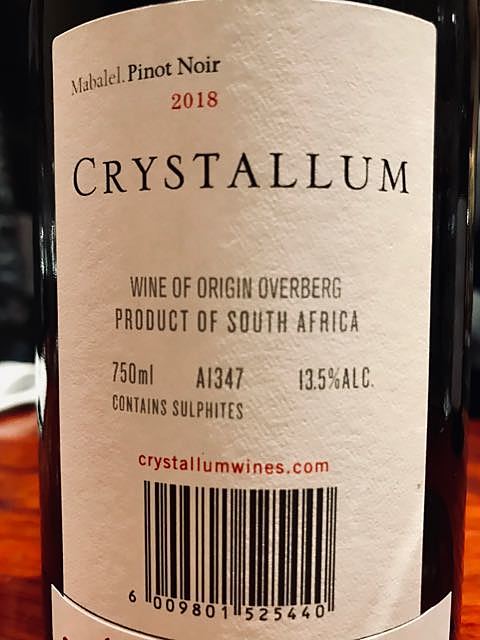 Mabalel. Pinot Noir
2018
CRYSTALLUM
WINE OF ORIGIN OVERBERG
PRODUCT OF SOUTH AFRICA
750ml A1347 13.5%ALC.
CONTAINS SULPHITES
crystallumwines.com
6 009801 525440